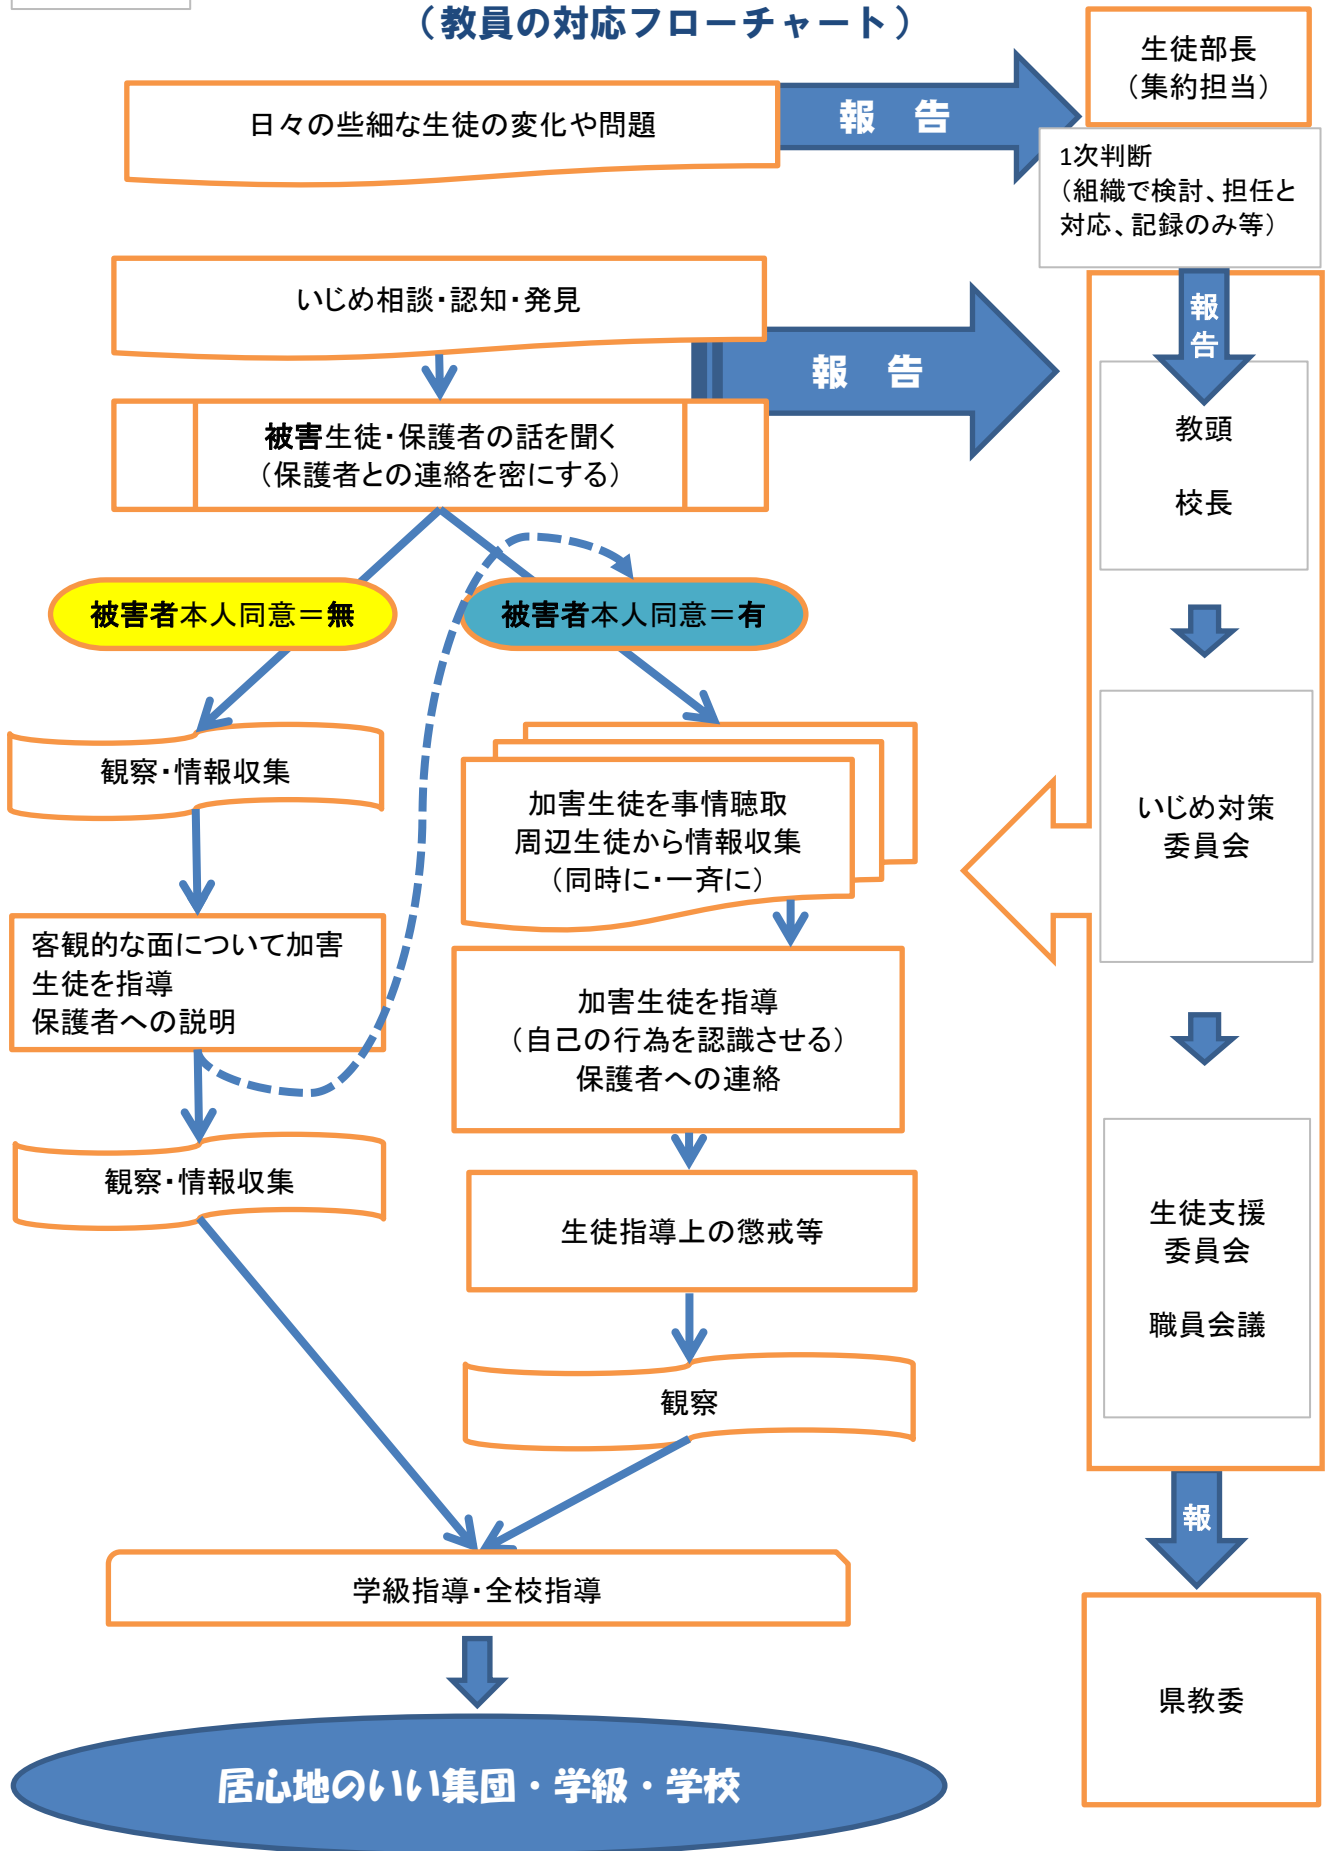 （教員の対応フローチャート）
生徒部長
（集約担当）
日々の些細な生徒の変化や問題
報　告
1次判断
（組織で検討、担任と
対応、記録のみ等）
いじめ相談・認知・発見
報　告
報
告
被害生徒・保護者の話を聞く
（保護者との連絡を密にする）
教頭
校長
被害者本人同意＝無
被害者本人同意＝有
観察・情報収集
加害生徒を事情聴取
周辺生徒から情報収集
（同時に・一斉に）
いじめ対策
委員会
客観的な面について加害
生徒を指導
保護者への説明
加害生徒を指導
（自己の行為を認識させる）
保護者への連絡
観察・情報収集
生徒指導上の懲戒等
生徒支援
委員会
職員会議
観察
報
学級指導・全校指導
県教委
居心地のいい集団・学級・学校